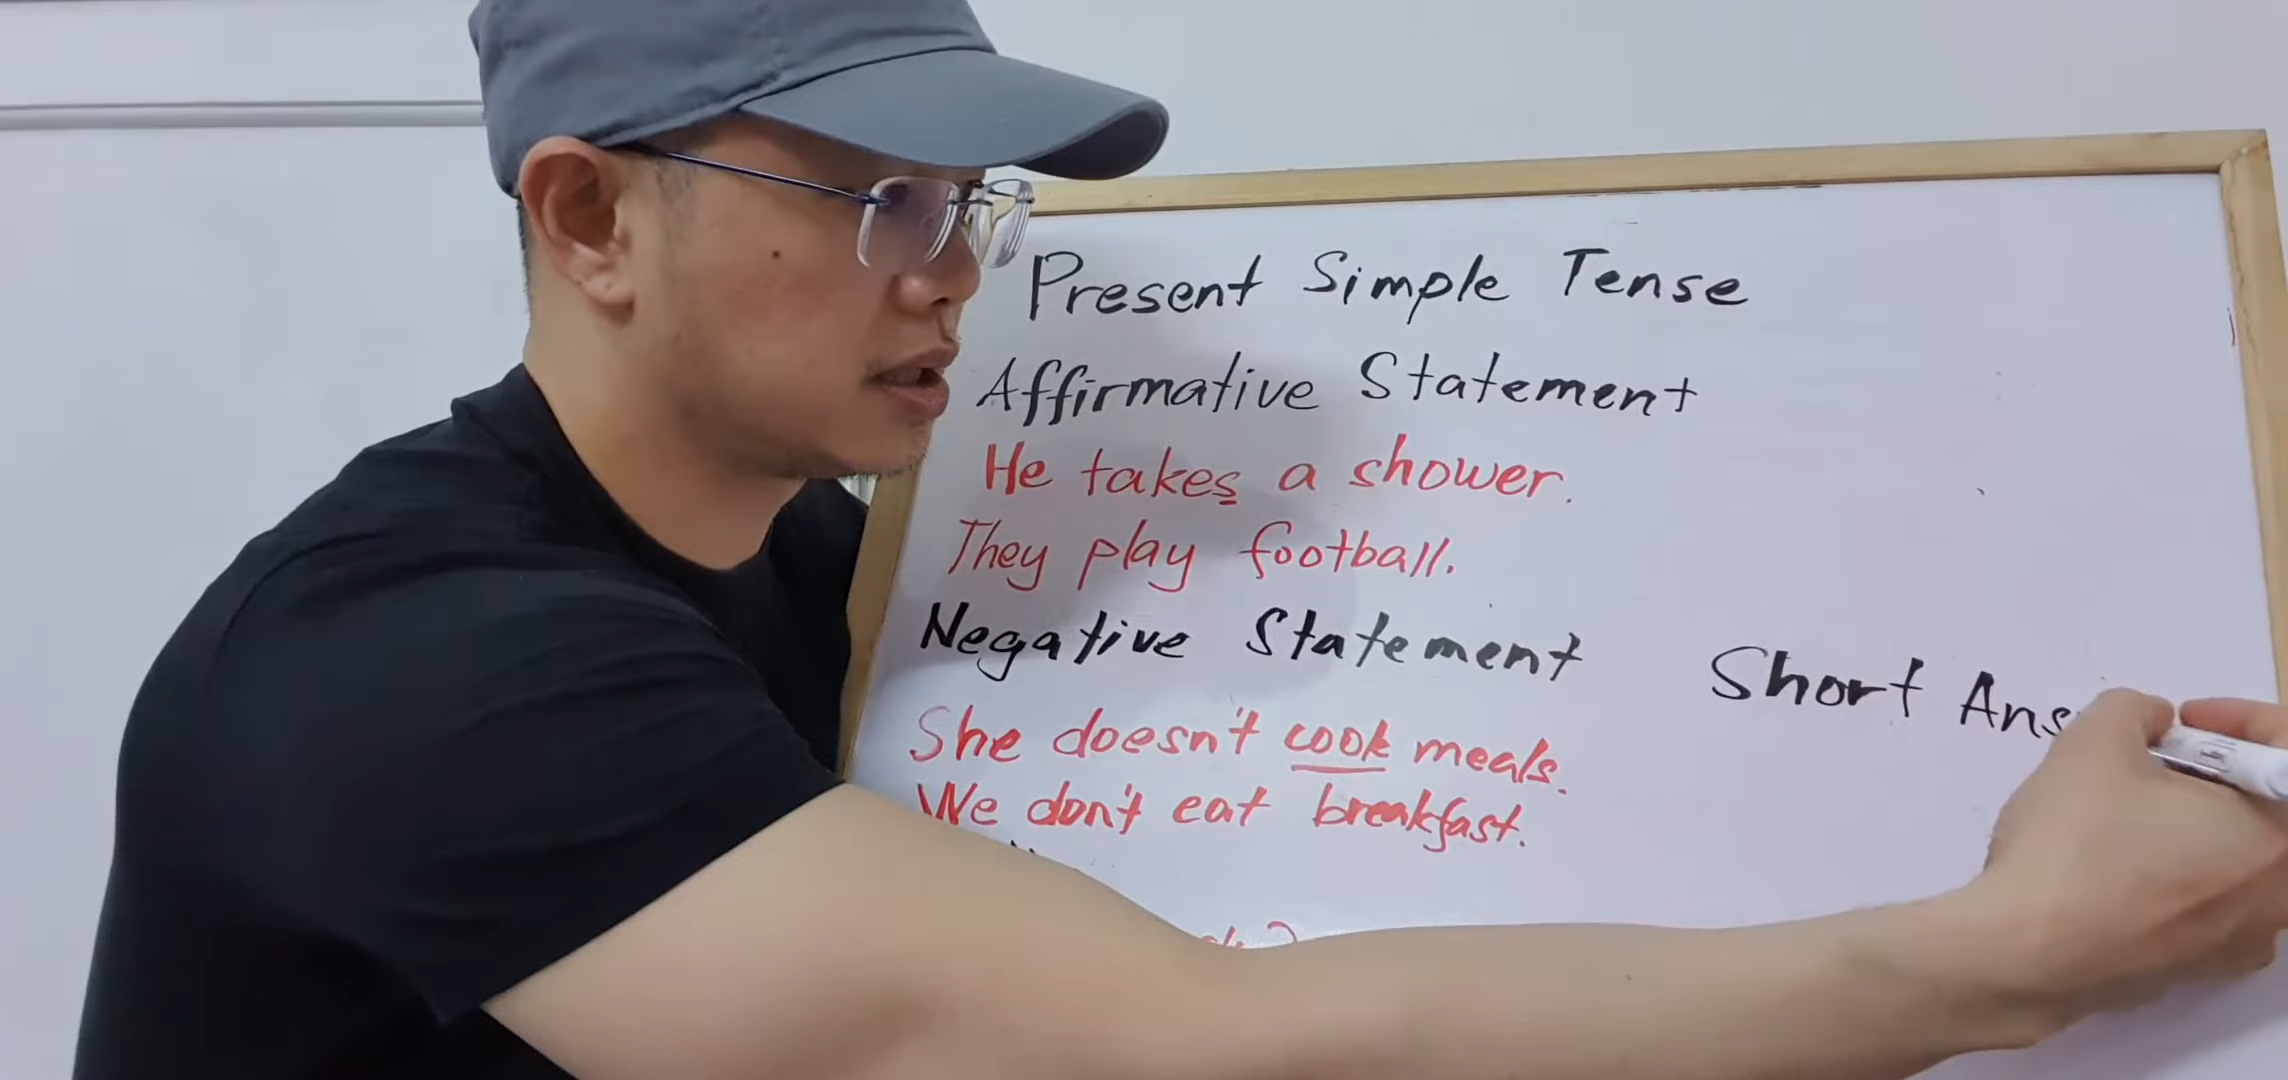 Present Simple Tense
Affirmative Statement
He takes a shower.
They play football.
Negative Statement
She doesn't cook meals.
We don't eat breakfast.
Short Ans